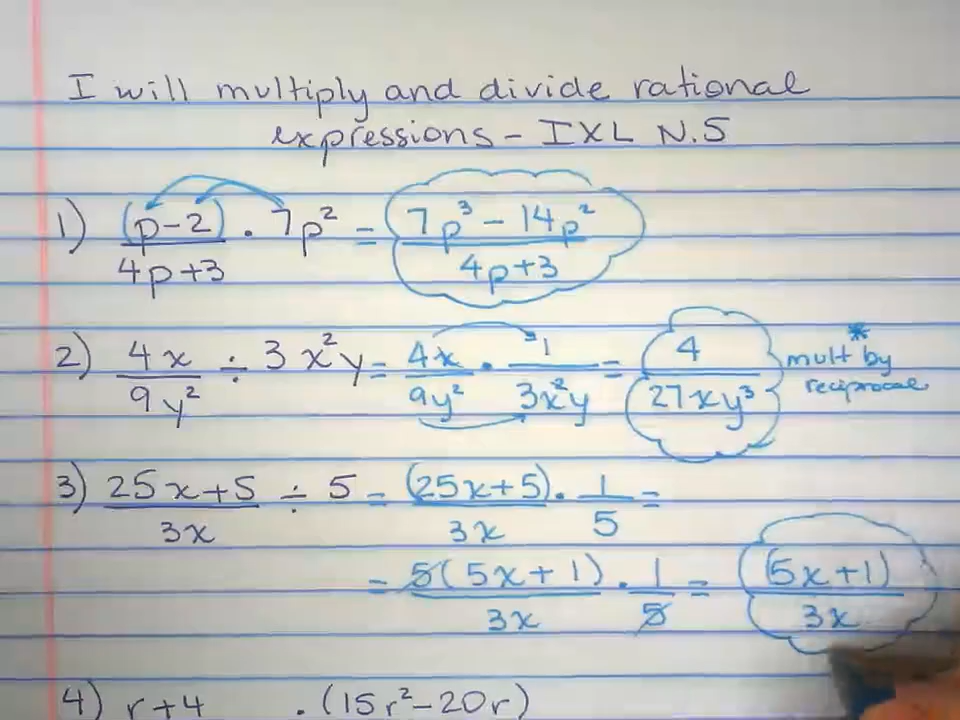 I will multiply and divide rational
expressions - IXL N.5
1) (p-2)/(4p+3) · 7p² = (7p³ - 14p²)/(4p+3)
2) 4x/9y² ÷ 3x²y = 4x/9y² · 1/3x²y = 4/27xy³ * mult by reciprocal
3) (25x+5)/3x ÷ 5 = (25x+5)/3x · 1/5 =
= 5(5x+1)/3x · 1/5 = (5x+1)/3x
4) r+4 · (15r²-20r)